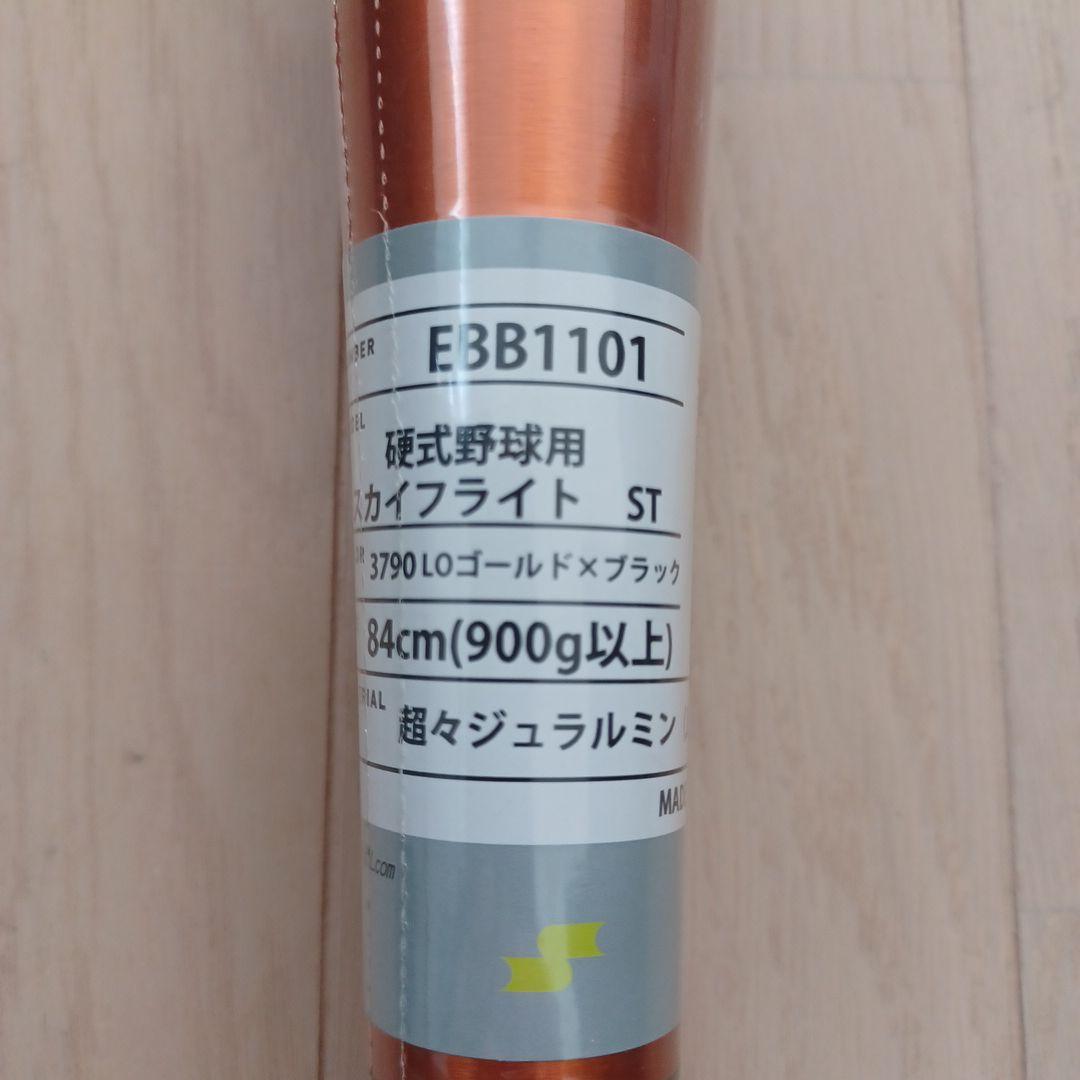 EBB1101
硬式野球用
スカイフライト ST
3790 LOゴールド×ブラック
84cm(900g以上)
超々ジュラルミン